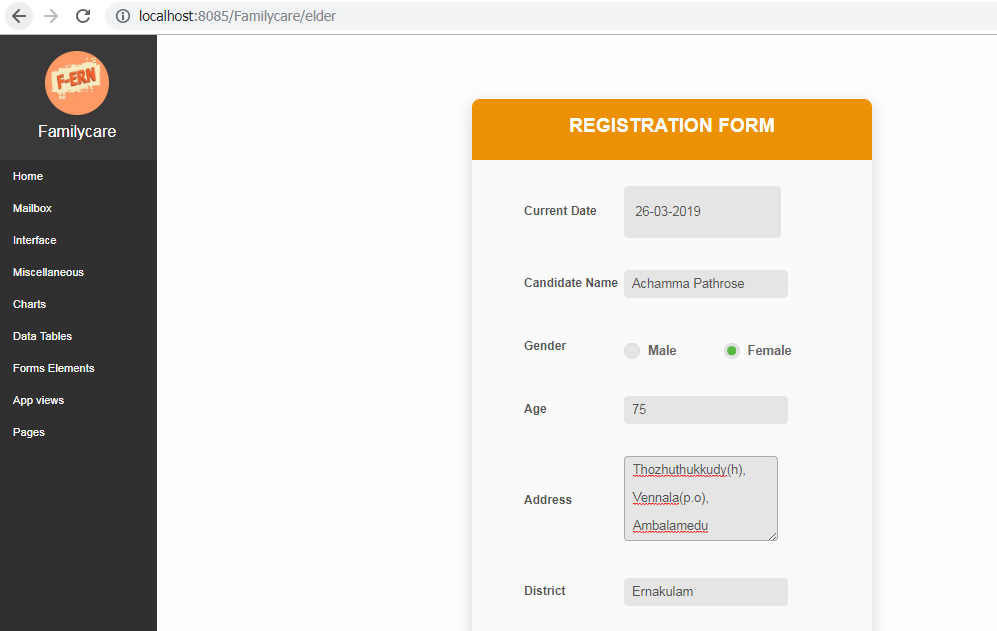 localhost:8085/Familycare/elder
F-ERN
Familycare
Home
Mailbox
Interface
Miscellaneous
Charts
Data Tables
Forms Elements
App views
Pages
REGISTRATION FORM
Current Date 26-03-2019
Candidate Name Achamma Pathrose
Gender Male Female
Age 75
Address Thozhuthukkudy(h),
Vennala(p.o),
Ambalamedu
District Ernakulam